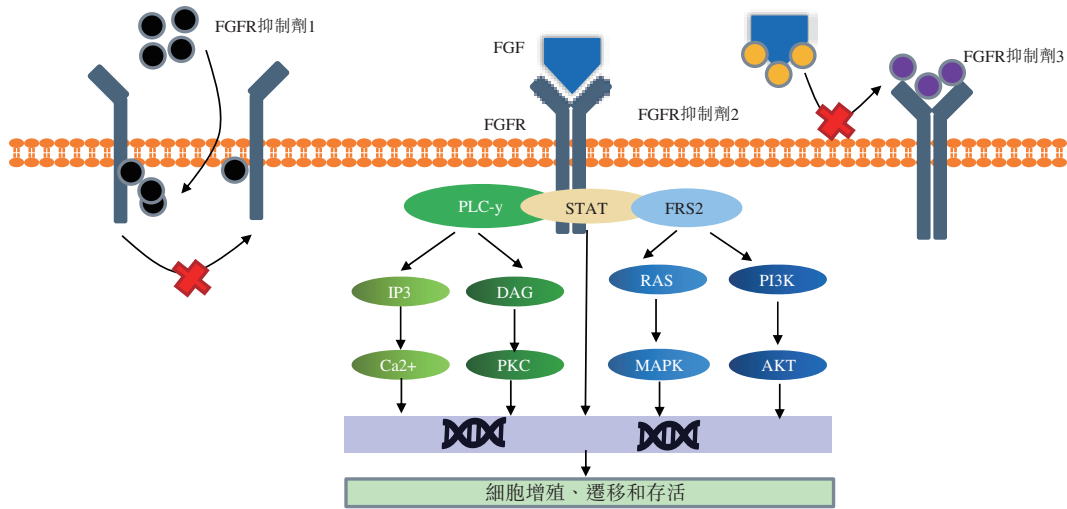 FGFR抑制劑1
FGF
FGFR抑制劑3
FGFR
FGFR抑制劑2
PLC-y
STAT
FRS2
IP3
DAG
RAS
PI3K
Ca2+
PKC
MAPK
AKT
細胞增殖、遷移和存活